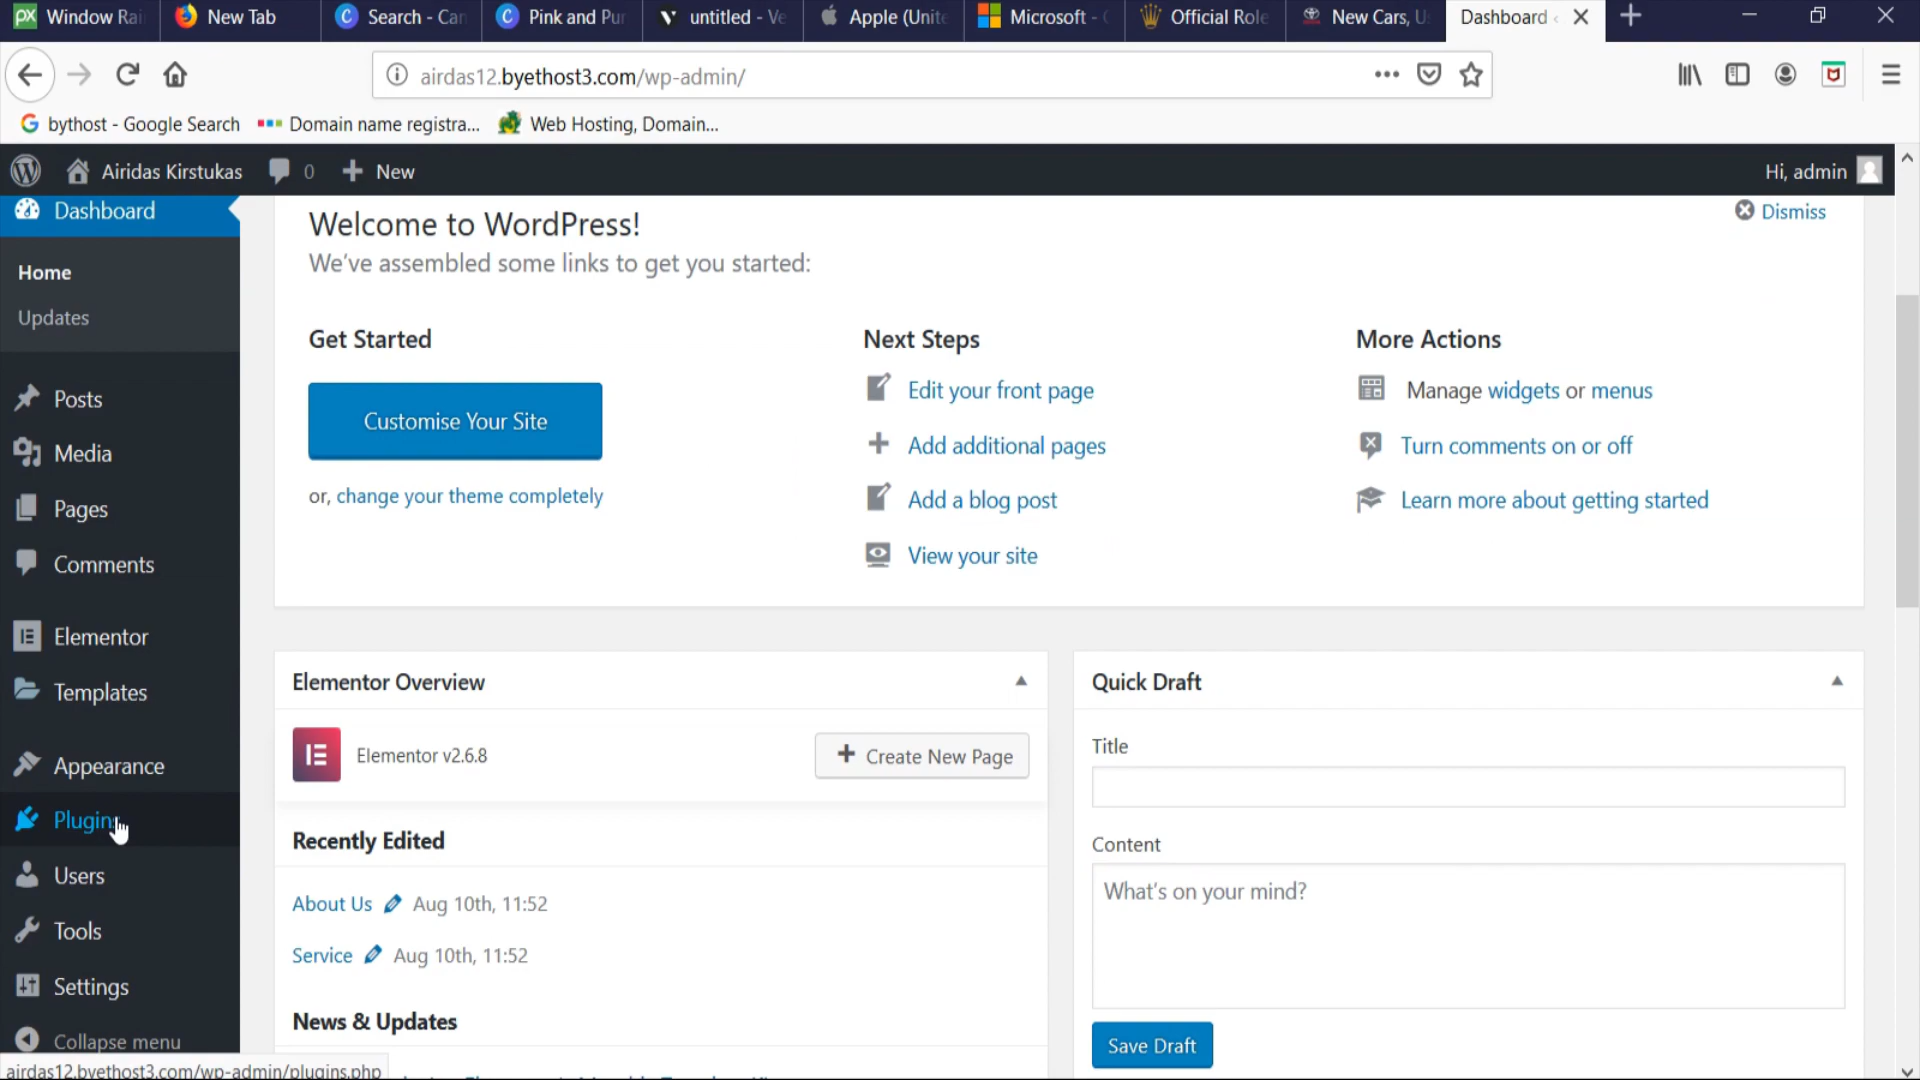 Window Rai
New Tab
Search - Can
Pink and Pur
untitled - Ve
Apple (Unite
Microsoft - 
Official Role
New Cars, U
Dashboard
airdas12.byethost3.com/wp-admin/
bythost - Google Search
Domain name registra...
Web Hosting, Domain...
Airidas Kirstukas
0
New
Hi, admin
Dashboard
Home
Updates
Posts
Media
Pages
Comments
Elementor
Templates
Appearance
Plugins
Users
Tools
Settings
Collapse menu
airdas12.byethost3.com/wp-admin/plugins.php
Welcome to WordPress!
Dismiss
We've assembled some links to get you started:
Get Started
Customise Your Site
or, change your theme completely
Next Steps
Edit your front page
Add additional pages
Add a blog post
View your site
More Actions
Manage widgets or menus
Turn comments on or off
Learn more about getting started
Elementor Overview
Elementor v2.6.8
Create New Page
Recently Edited
About Us Aug 10th, 11:52
Service Aug 10th, 11:52
News & Updates
Quick Draft
Title
Content
What's on your mind?
Save Draft